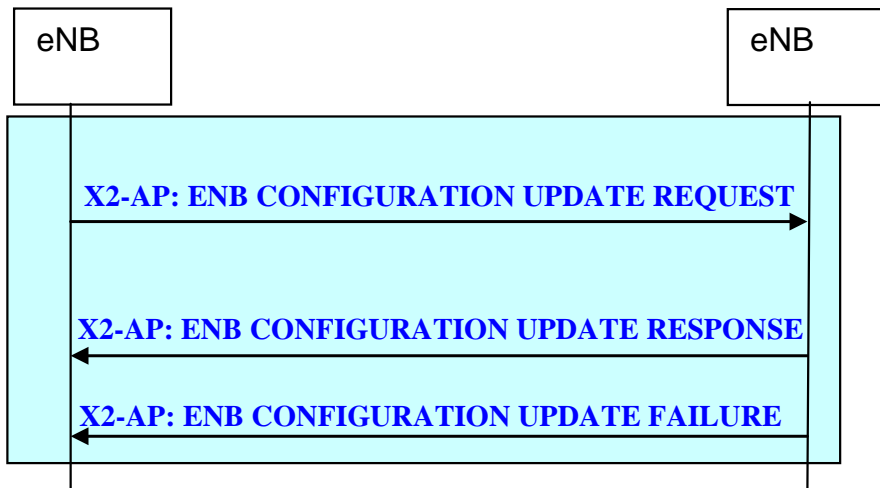 eNB
eNB
X2-AP: ENB CONFIGURATION UPDATE REQUEST
X2-AP: ENB CONFIGURATION UPDATE RESPONSE
X2-AP: ENB CONFIGURATION UPDATE FAILURE